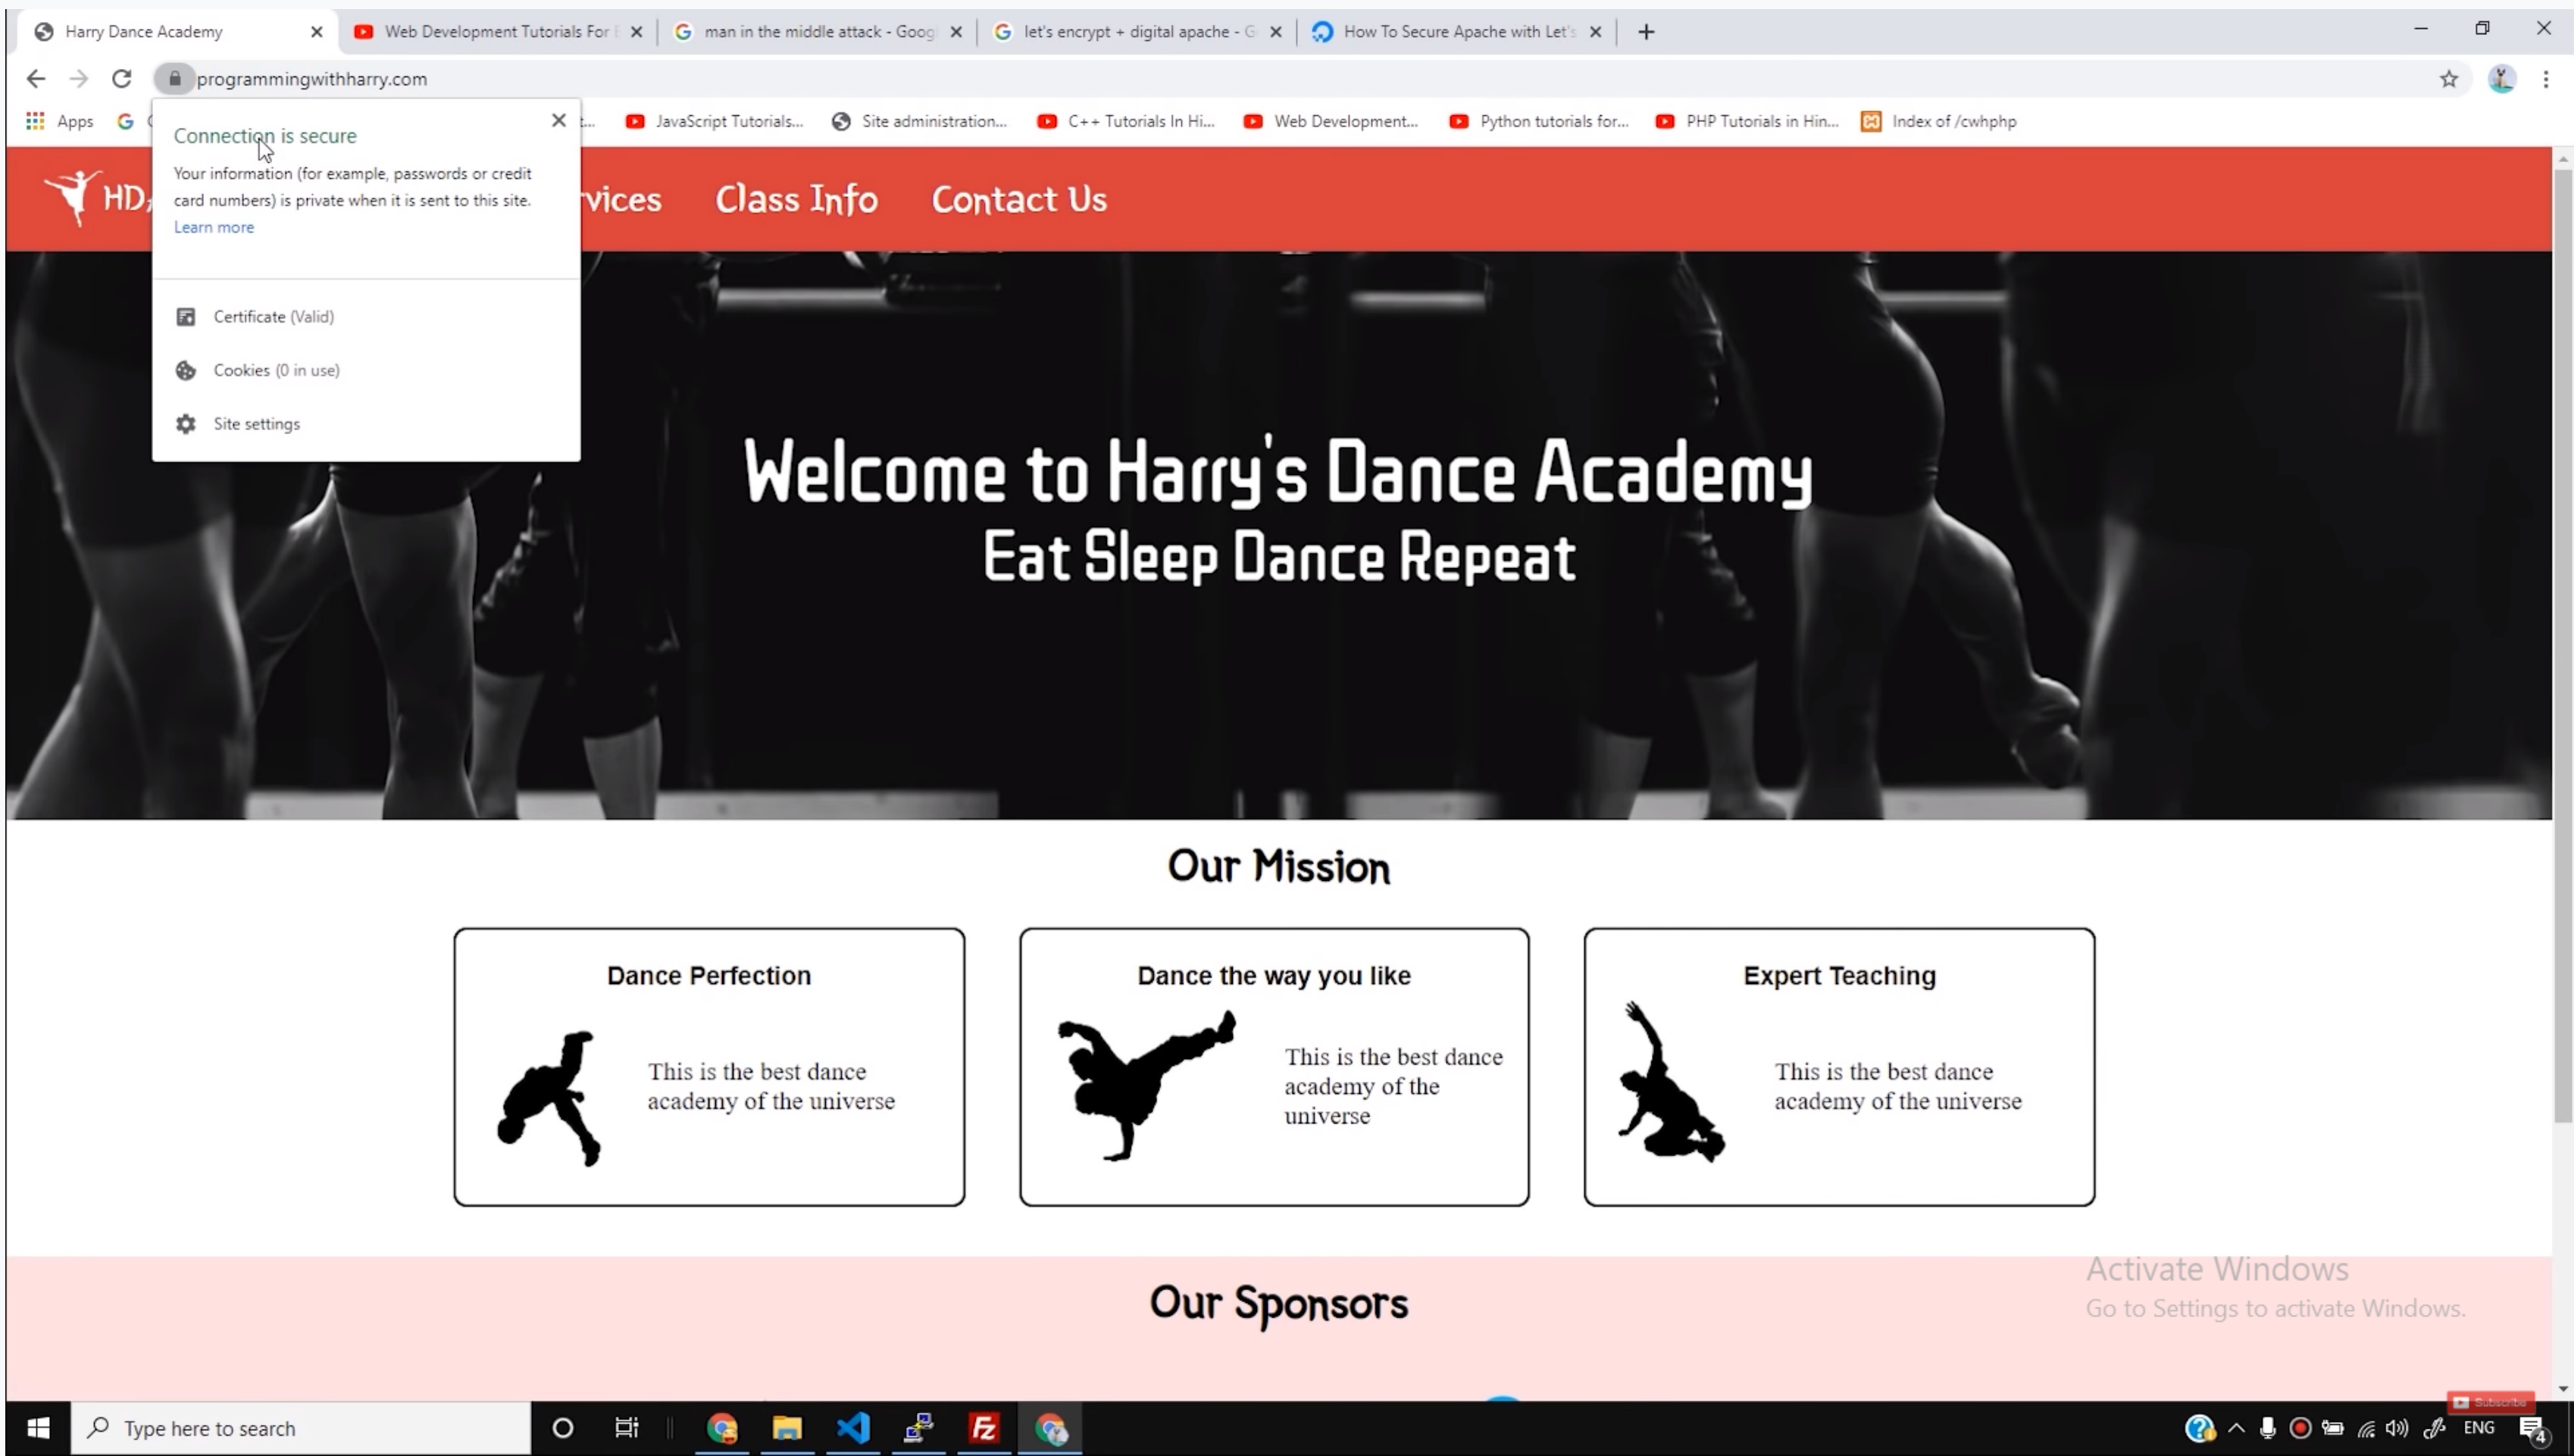 Harry Dance Academy
Web Development Tutorials For
man in the middle attack - Goog
let's encrypt + digital apache - G
How To Secure Apache with Let's
programmingwithharry.com
Apps
t...
JavaScript Tutorials...
Site administration...
C++ Tutorials In Hi...
Web Development...
Python tutorials for...
PHP Tutorials in Hin...
Index of /cwhphp
Connection is secure
Your information (for example, passwords or credit
card numbers) is private when it is sent to this site.
Learn more
Certificate (Valid)
Cookies (0 in use)
Site settings
HD
rvices
Class Info
Contact Us
Welcome to Harry's Dance Academy
Eat Sleep Dance Repeat
Our Mission
Dance Perfection
This is the best dance
academy of the universe
Dance the way you like
This is the best dance
academy of the
universe
Expert Teaching
This is the best dance
academy of the universe
Our Sponsors
Activate Windows
Go to Settings to activate Windows.
Subscribe
Type here to search
Fz
ENG
4